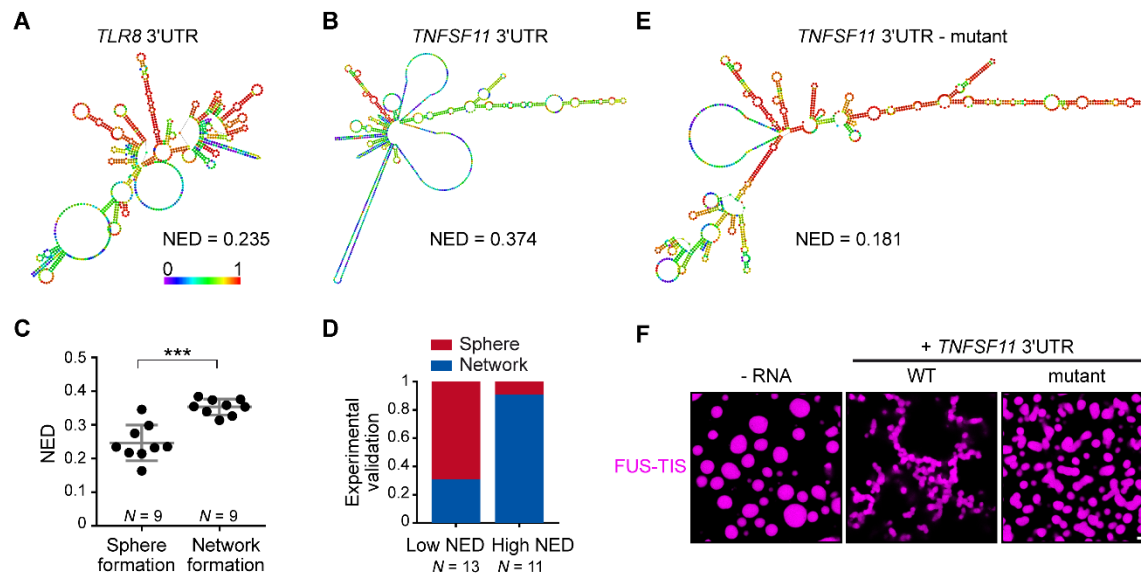 A
TLR8 3'UTR
NED = 0.235
0 1
B
TNFSF11 3'UTR
NED = 0.374
E
TNFSF11 3'UTR - mutant
NED = 0.181
C
NED
0.5
0.4
0.3
0.2
0.1
0
***
N = 9 N = 9
Sphere formation
Network formation
D
Sphere
Network
Experimental validation
1
0.8
0.6
0.4
0.2
0
Low NED High NED
N = 13 N = 11
F
+ TNFSF11 3'UTR
- RNA WT mutant
FUS-TIS